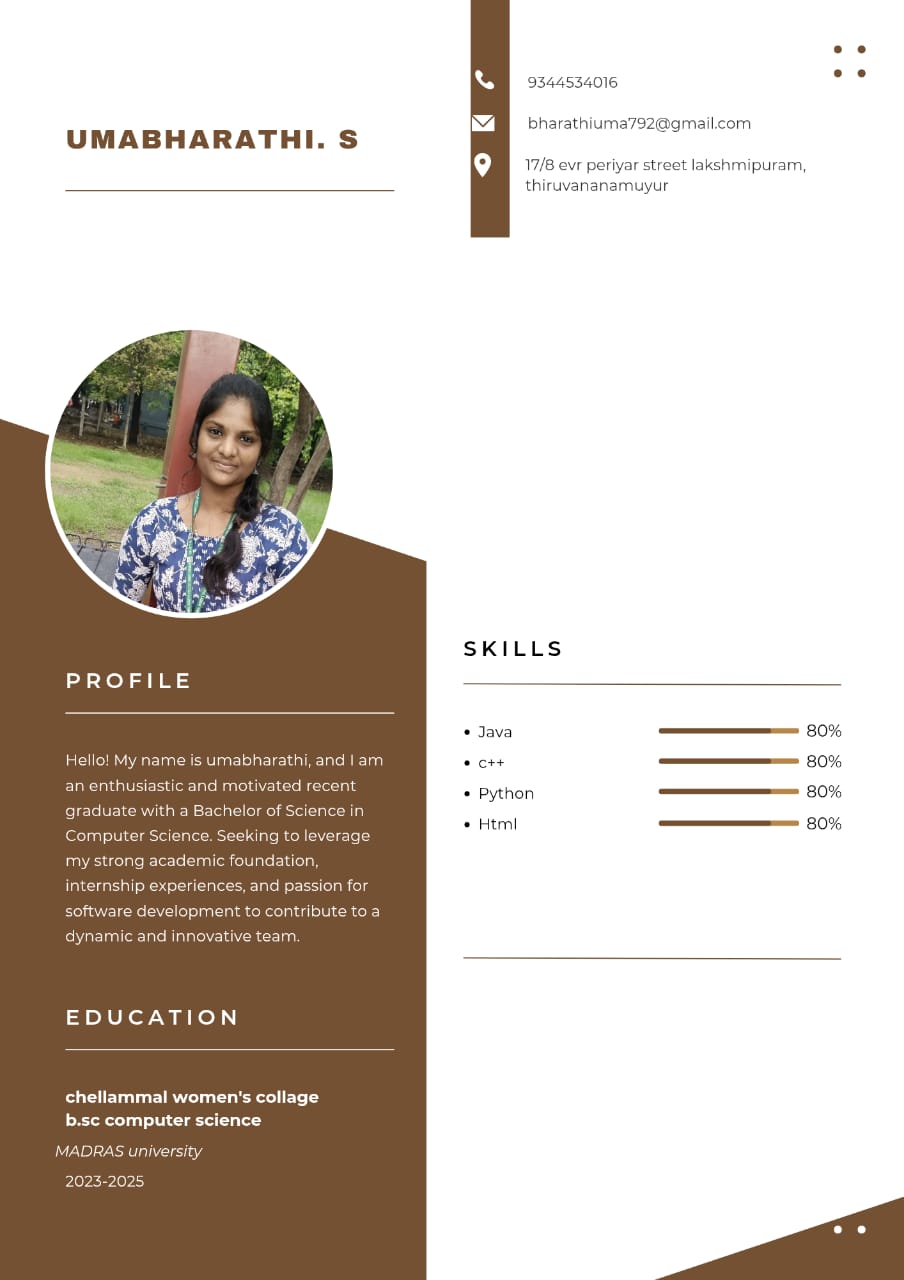 UMABHARATHI. S
9344534016
bharathiuma792@gmail.com
17/8 evr periyar street lakshmipuram,
thiruvananamuyur
PROFILE
Hello! My name is umabharathi, and I am
an enthusiastic and motivated recent
graduate with a Bachelor of Science in
Computer Science. Seeking to leverage
my strong academic foundation,
internship experiences, and passion for
software development to contribute to a
dynamic and innovative team.
EDUCATION
chellammal women's collage
b.sc computer science
MADRAS university
2023-2025
SKILLS
• Java 80%
• c++ 80%
• Python 80%
• Html 80%